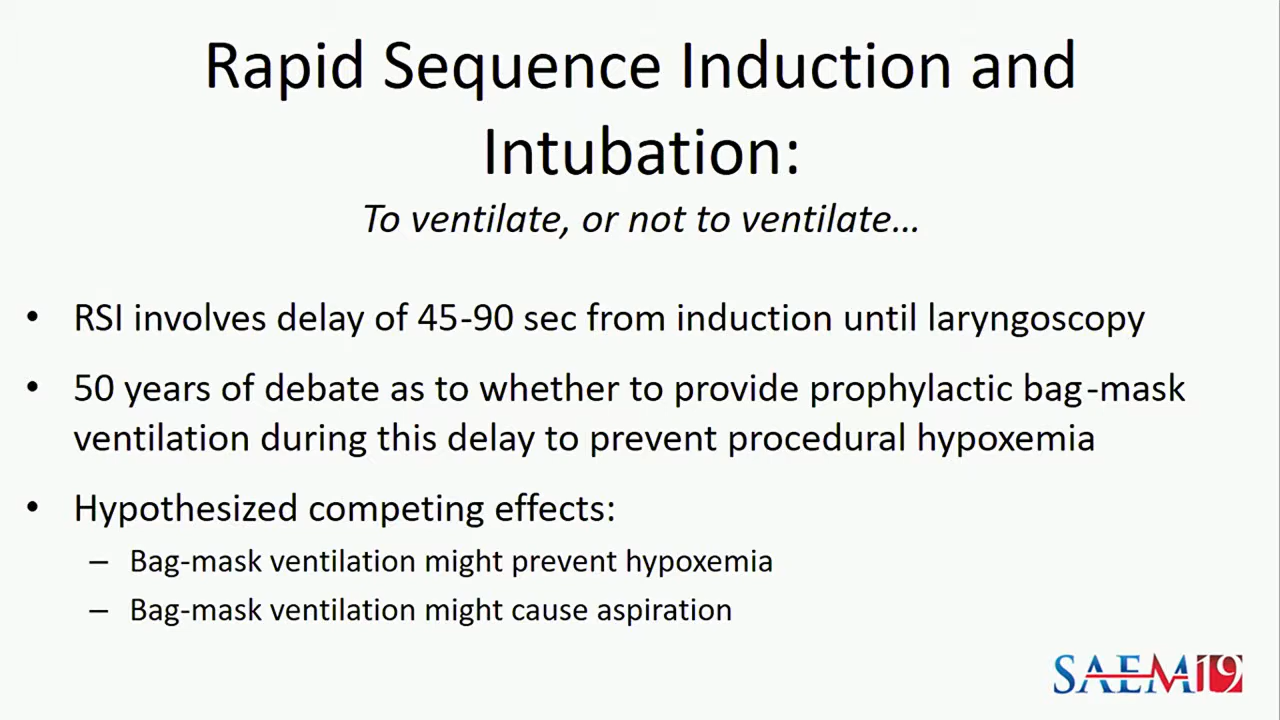 Rapid Sequence Induction and
Intubation:
To ventilate, or not to ventilate…
• RSI involves delay of 45-90 sec from induction until laryngoscopy
• 50 years of debate as to whether to provide prophylactic bag-mask
ventilation during this delay to prevent procedural hypoxemia
• Hypothesized competing effects:
– Bag-mask ventilation might prevent hypoxemia
– Bag-mask ventilation might cause aspiration
SAEM19